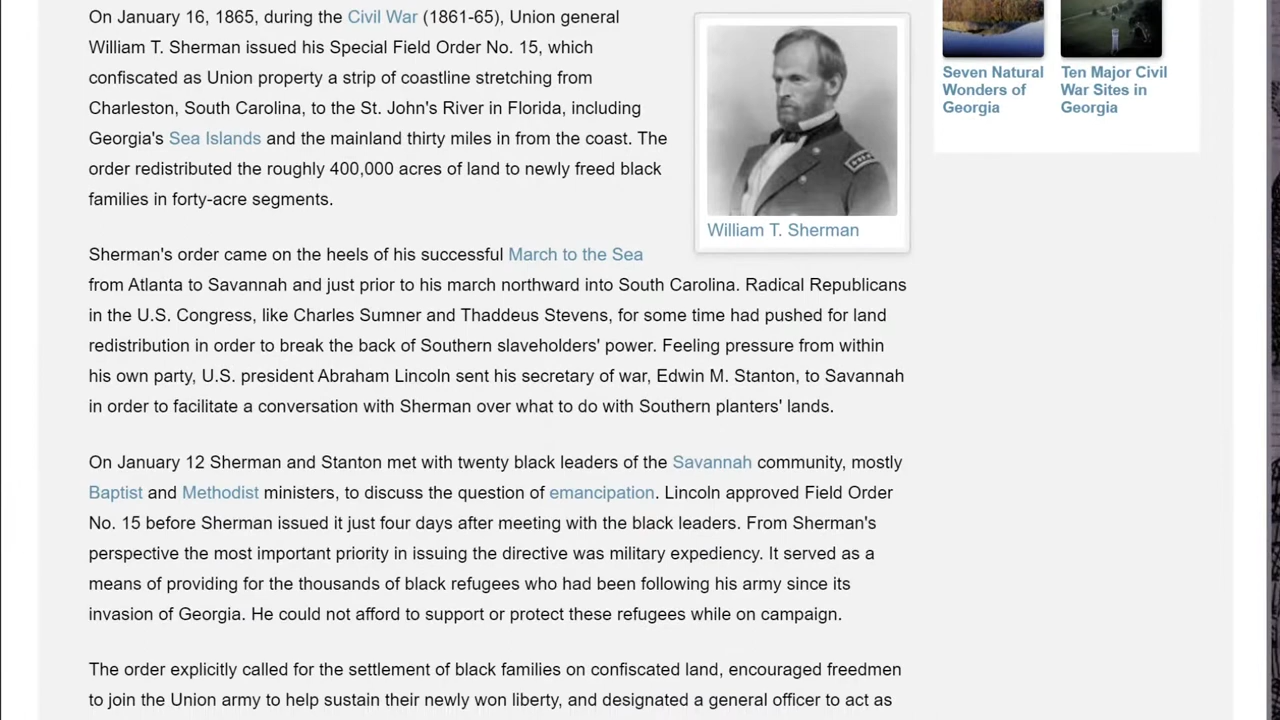 On January 16, 1865, during the Civil War (1861-65), Union general
William T. Sherman issued his Special Field Order No. 15, which
confiscated as Union property a strip of coastline stretching from
Charleston, South Carolina, to the St. John's River in Florida, including
Georgia's Sea Islands and the mainland thirty miles in from the coast. The
order redistributed the roughly 400,000 acres of land to newly freed black
families in forty-acre segments.
William T. Sherman
Sherman's order came on the heels of his successful March to the Sea
from Atlanta to Savannah and just prior to his march northward into South Carolina. Radical Republicans
in the U.S. Congress, like Charles Sumner and Thaddeus Stevens, for some time had pushed for land
redistribution in order to break the back of Southern slaveholders' power. Feeling pressure from within
his own party, U.S. president Abraham Lincoln sent his secretary of war, Edwin M. Stanton, to Savannah
in order to facilitate a conversation with Sherman over what to do with Southern planters' lands.
On January 12 Sherman and Stanton met with twenty black leaders of the Savannah community, mostly
Baptist and Methodist ministers, to discuss the question of emancipation. Lincoln approved Field Order
No. 15 before Sherman issued it just four days after meeting with the black leaders. From Sherman's
perspective the most important priority in issuing the directive was military expediency. It served as a
means of providing for the thousands of black refugees who had been following his army since its
invasion of Georgia. He could not afford to support or protect these refugees while on campaign.
The order explicitly called for the settlement of black families on confiscated land, encouraged freedmen
to join the Union army to help sustain their newly won liberty, and designated a general officer to act as
Seven Natural
Wonders of
Georgia
Ten Major Civil
War Sites in
Georgia